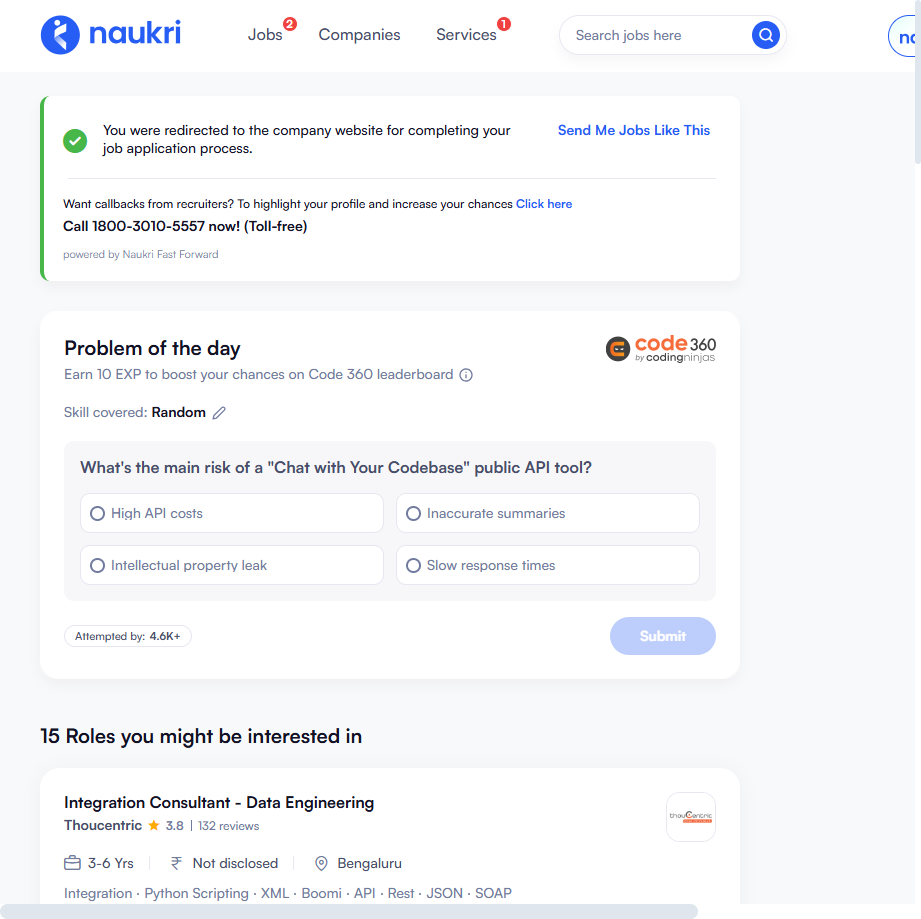 naukri
Jobs 2 Companies Services 1 Search jobs here
You were redirected to the company website for completing your
job application process.
Send Me Jobs Like This
Want callbacks from recruiters? To highlight your profile and increase your chances Click here
Call 1800-3010-5557 now! (Toll-free)
powered by Naukri Fast Forward
Problem of the day
code 360
by codingninjas
Earn 10 EXP to boost your chances on Code 360 leaderboard
Skill covered: Random
What's the main risk of a "Chat with Your Codebase" public API tool?
High API costs
Inaccurate summaries
Intellectual property leak
Slow response times
Attempted by: 4.6K+
Submit
15 Roles you might be interested in
Integration Consultant - Data Engineering
Thoucentric 3.8 | 132 reviews
thouCentric
3-6 Yrs
₹ Not disclosed
Bengaluru
Integration · Python Scripting · XML · Boomi · API · Rest · JSON · SOAP